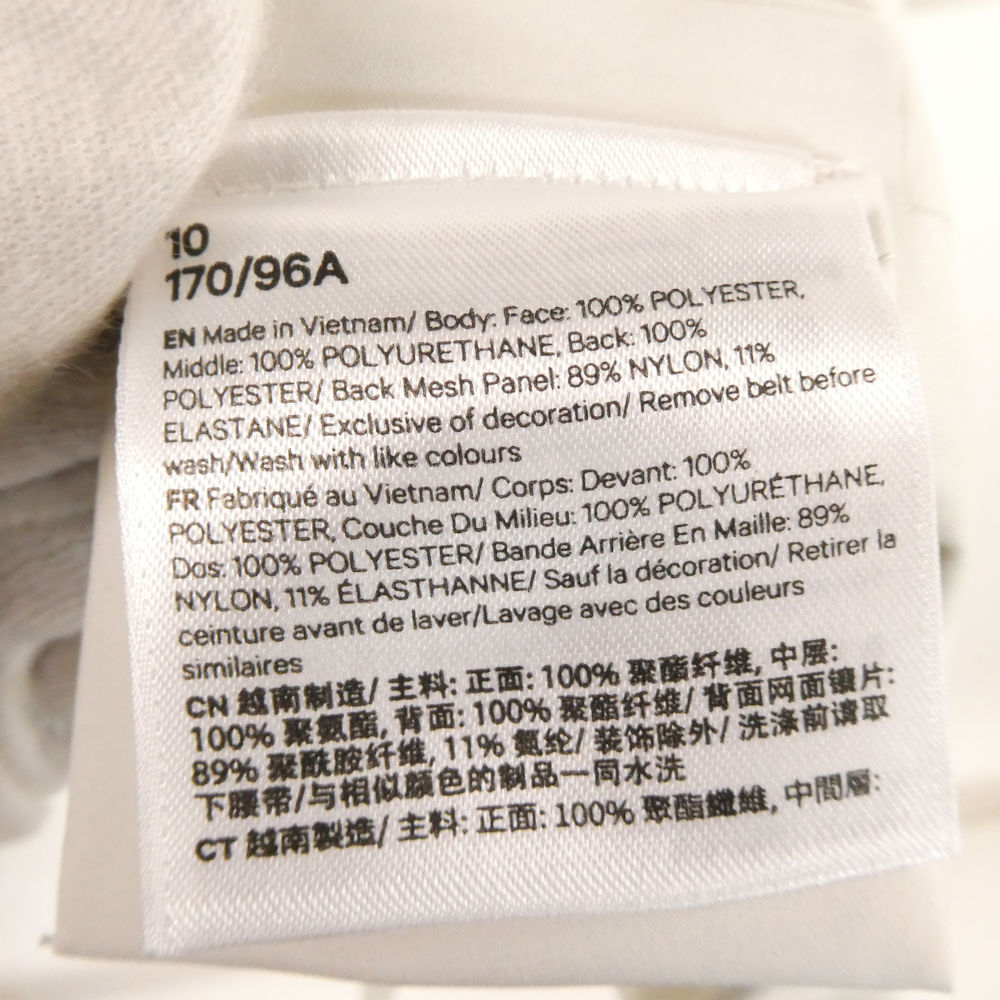 10
170/96A
EN Made in Vietnam/ Body: Face: 100% POLYESTER,
Middle: 100% POLYURETHANE, Back: 100%
POLYESTER/ Back Mesh Panel: 89% NYLON, 11%
ELASTANE/ Exclusive of decoration/ Remove belt before
wash/Wash with like colours
FR Fabriqué au Vietnam/ Corps: Devant: 100%
POLYESTER, Couche Du Milieu: 100% POLYURÉTHANE,
Dos: 100% POLYESTER/ Bande Arrière En Maille: 89%
NYLON, 11% ÉLASTHANNE/ Sauf la décoration/ Retirer la
ceinture avant de laver/Lavage avec des couleurs
similaires
CN 越南制造/ 主料: 正面: 100% 聚酯纤维, 中层:
100% 聚氨酯, 背面: 100% 聚酯纤维/ 背面网面镶片:
89% 聚酰胺纤维, 11% 氨纶/ 装饰除外/ 洗涤前请取
下腰带/与相似颜色的制品一同水洗
CT 越南製造/ 主料: 正面: 100% 聚酯纖維, 中間層: